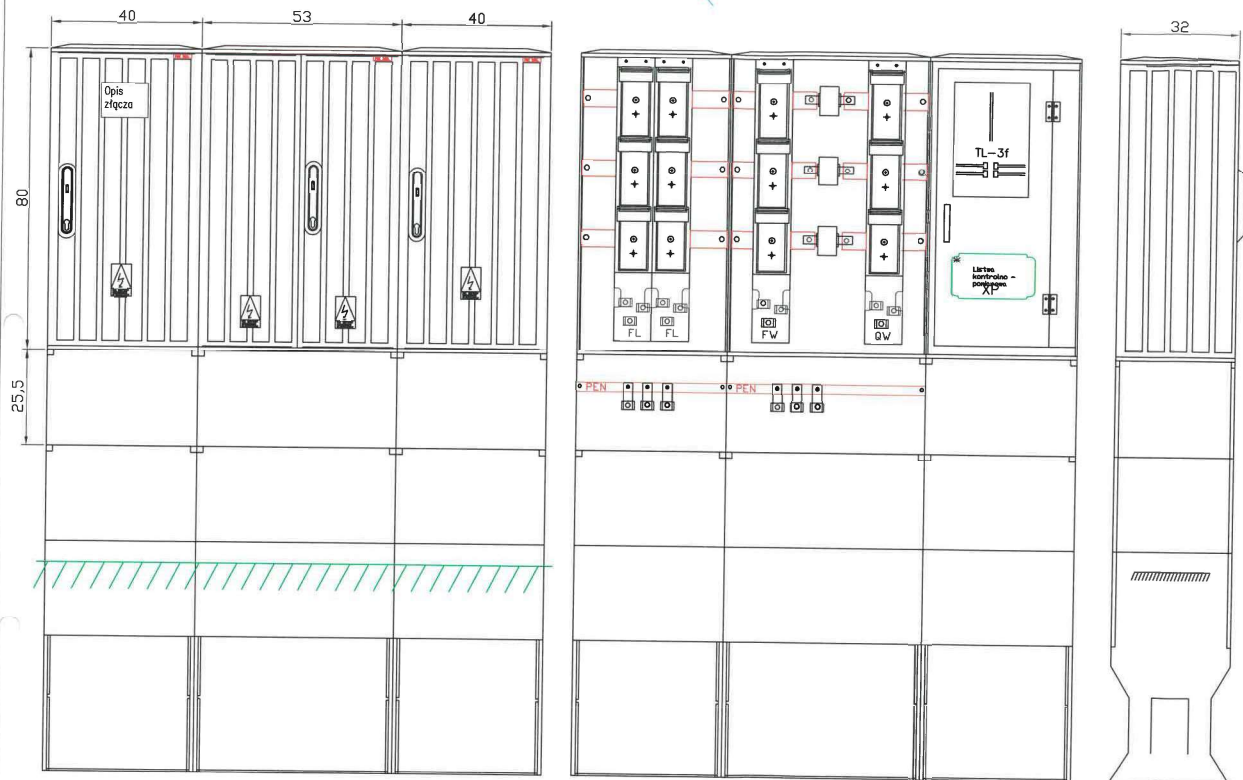 40
53
40
32
Opis
złącza
80
25,5
TL-3f
Listwa
kontrolno -
pomiarowa
XP
FL
FL
FW
QW
PEN
PEN